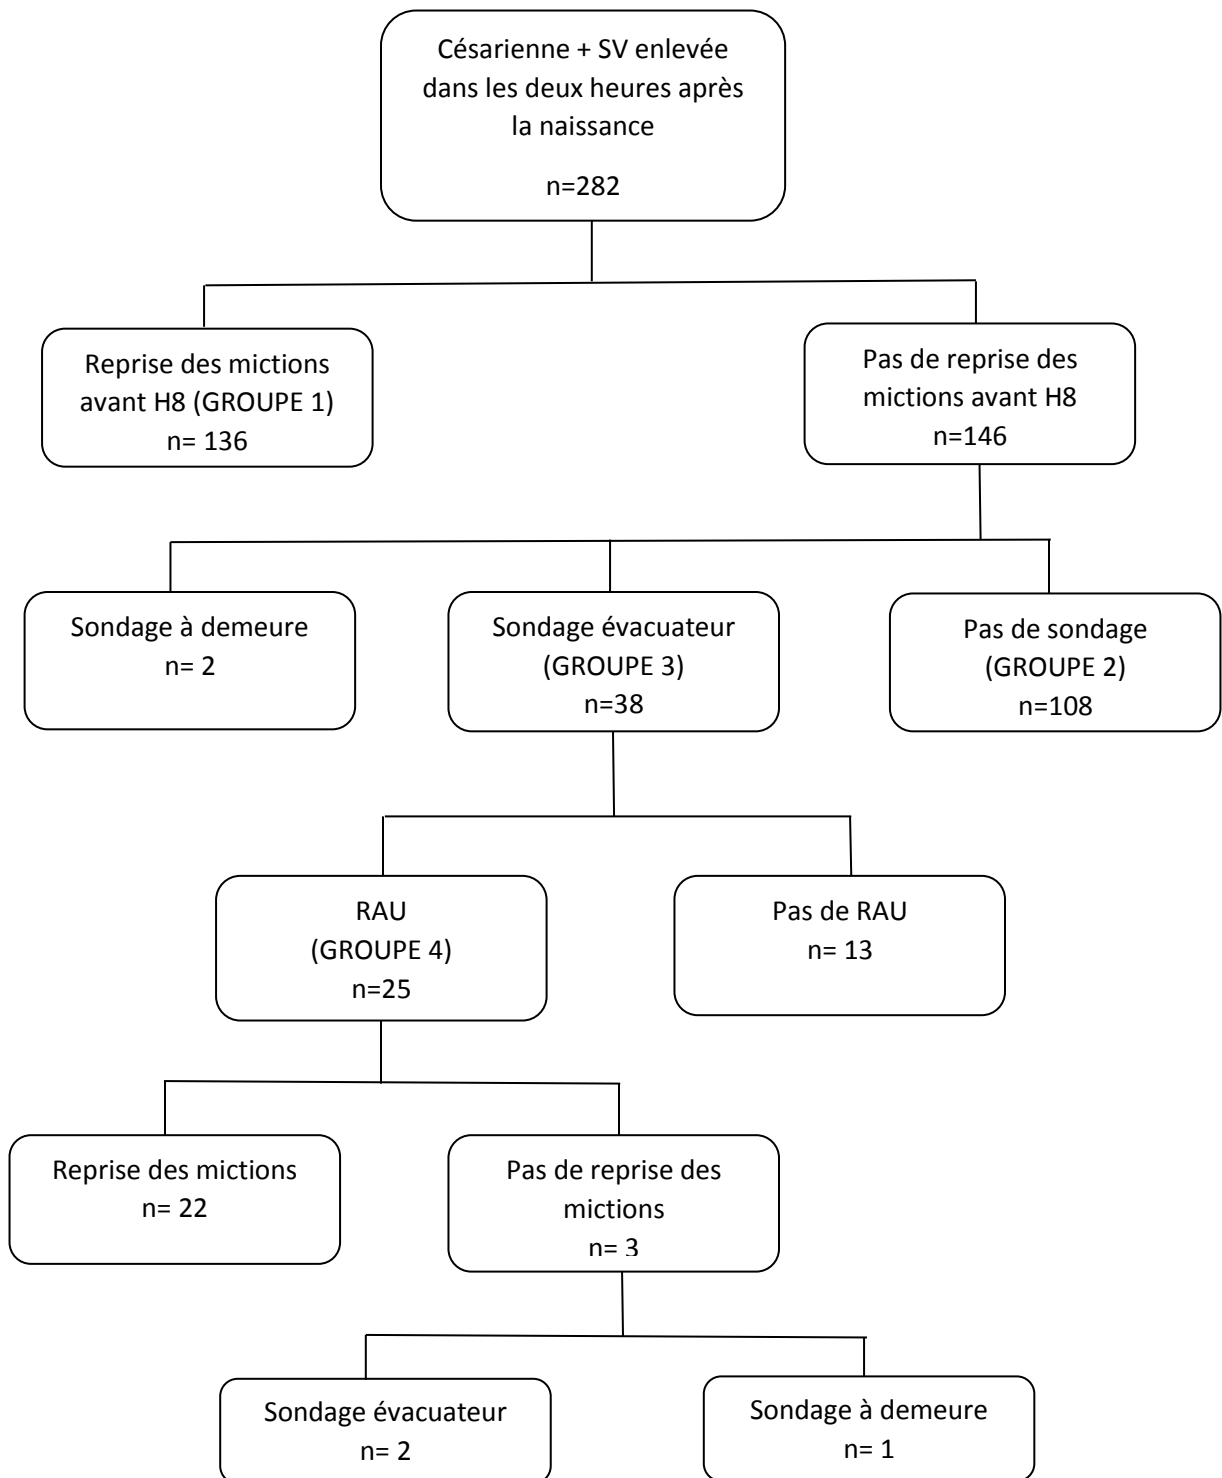 Césarienne + SV enlevée
dans les deux heures après
la naissance
n=282
Reprise des mictions
avant H8 (GROUPE 1)
n= 136
Pas de reprise des
mictions avant H8
n=146
Sondage à demeure
n= 2
Sondage évacuateur
(GROUPE 3)
n=38
Pas de sondage
(GROUPE 2)
n=108
RAU
(GROUPE 4)
n=25
Pas de RAU
n= 13
Reprise des mictions
n= 22
Pas de reprise des
mictions
n= 3
Sondage évacuateur
n= 2
Sondage à demeure
n= 1